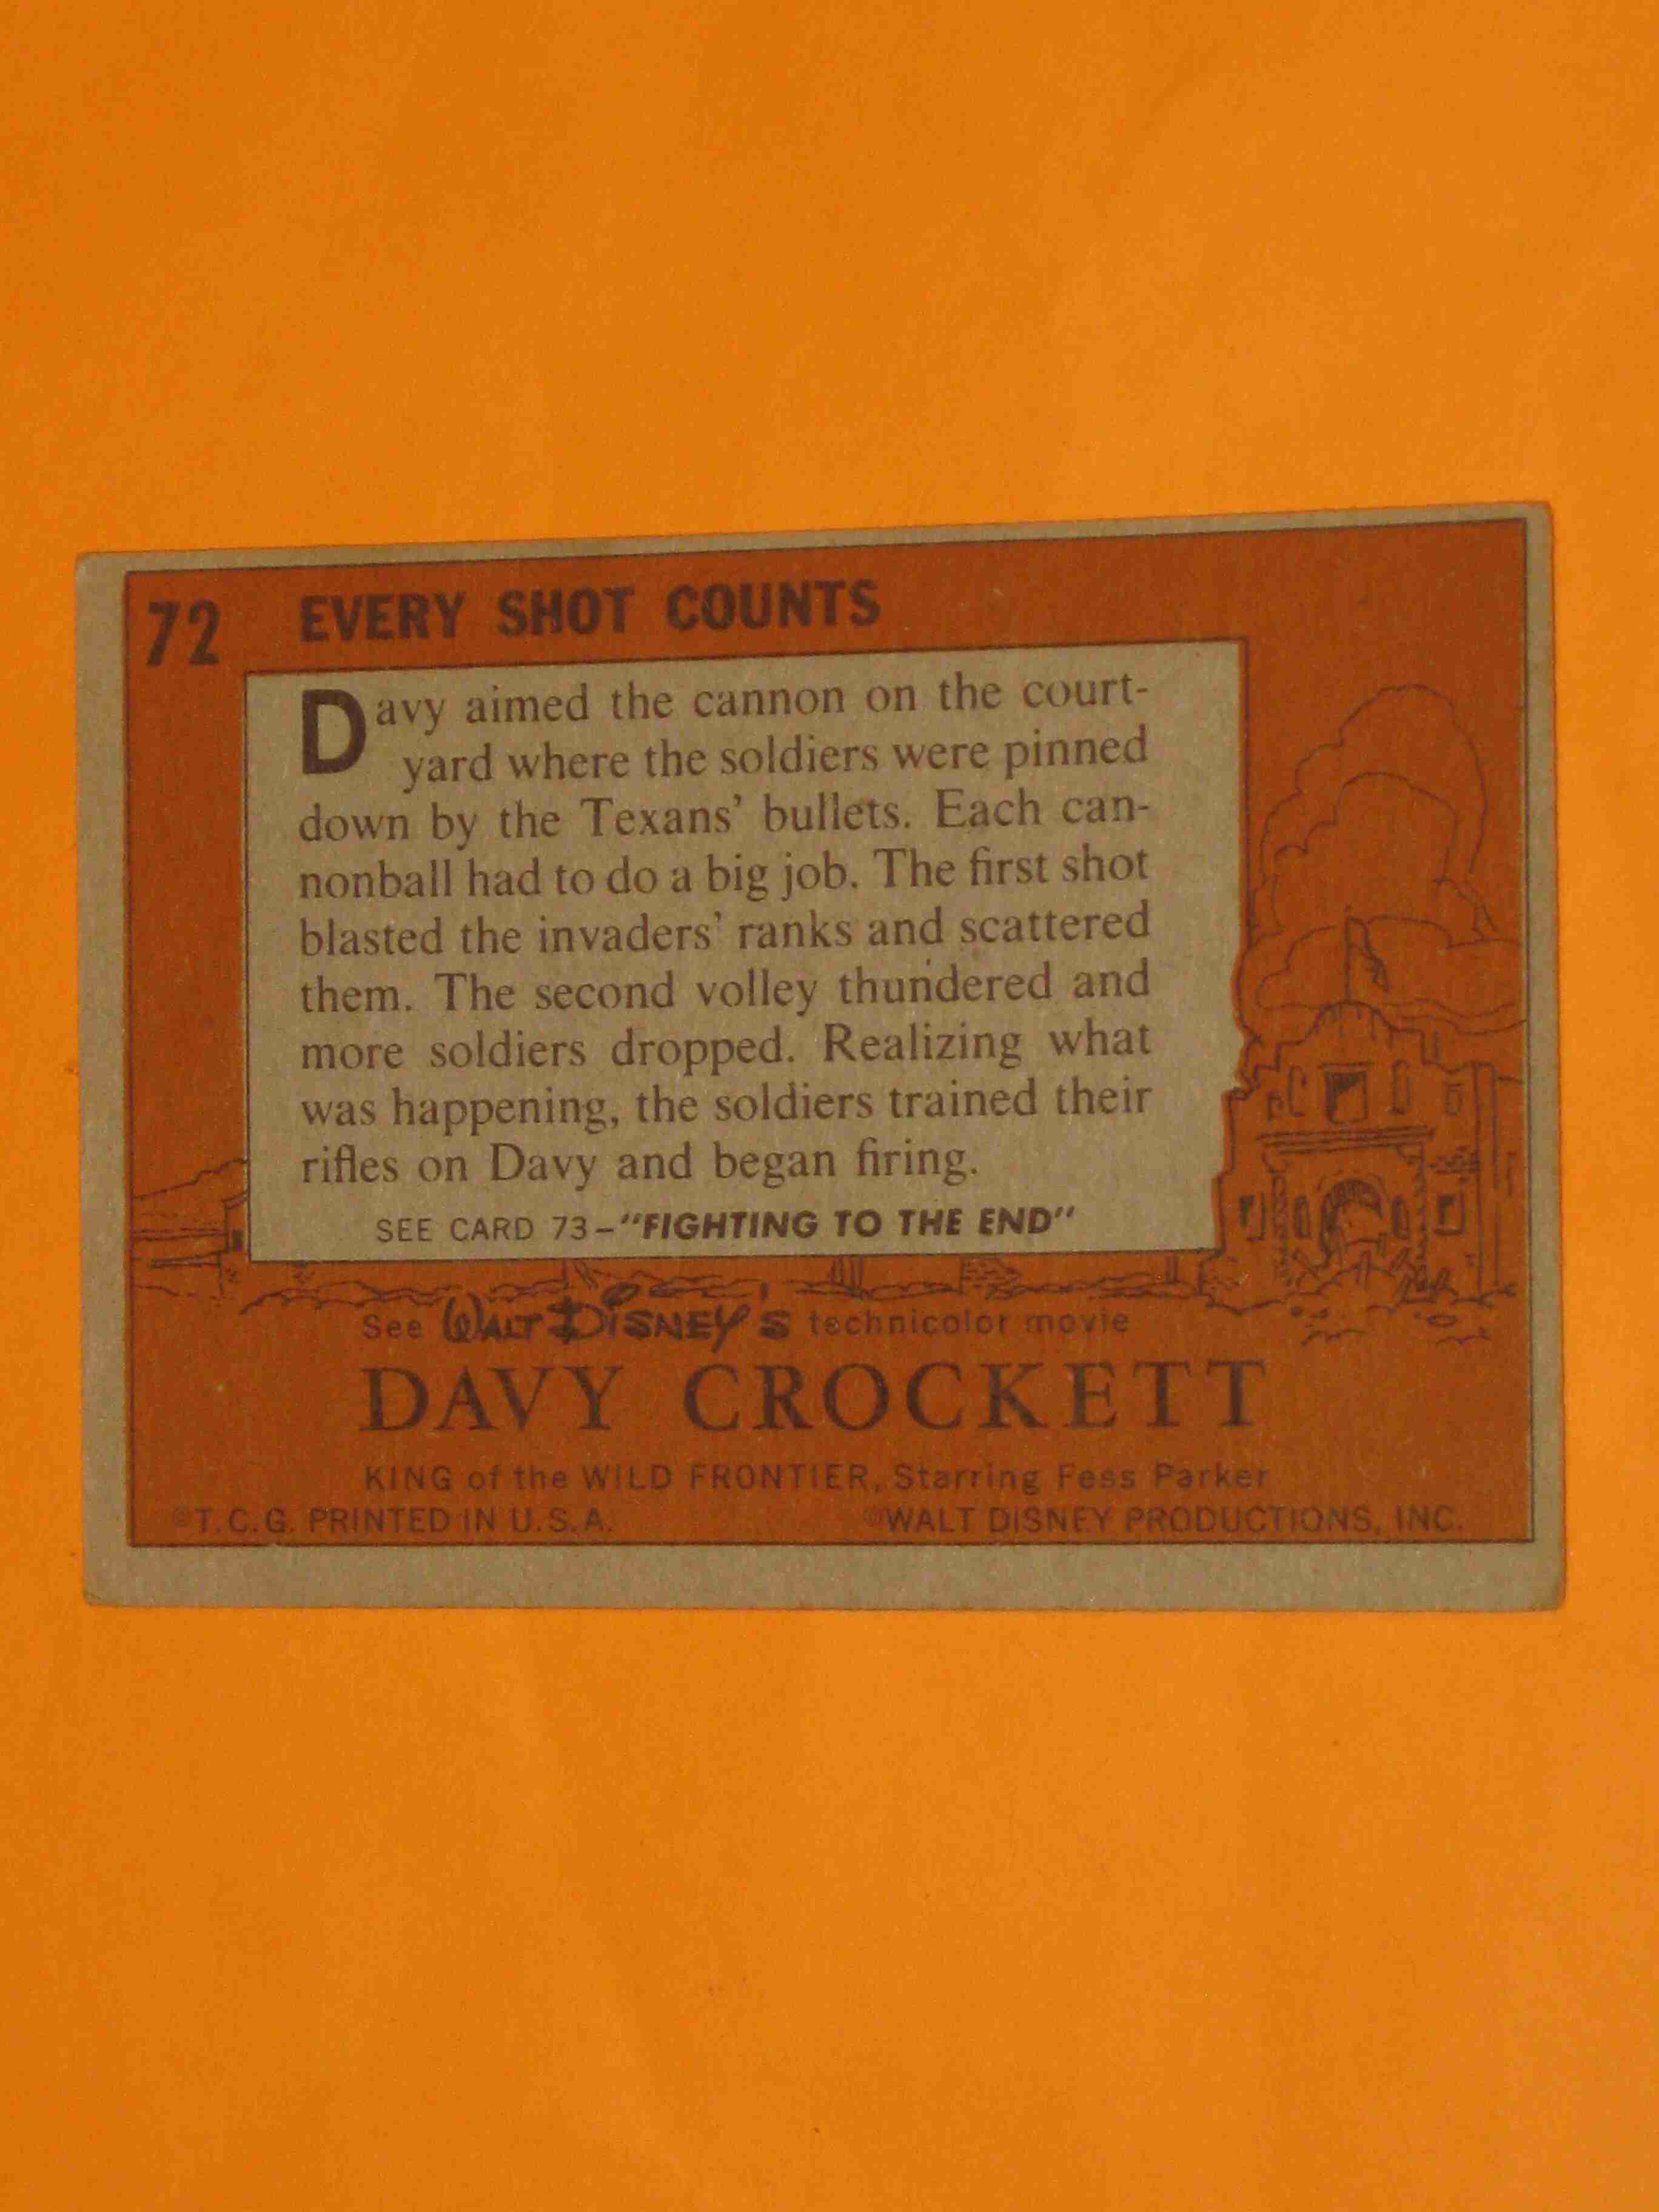 72 EVERY SHOT COUNTS
Davy aimed the cannon on the court-
yard where the soldiers were pinned
down by the Texans' bullets. Each can-
nonball had to do a big job. The first shot
blasted the invaders' ranks and scattered
them. The second volley thundered and
more soldiers dropped. Realizing what
was happening, the soldiers trained their
rifles on Davy and began firing.
SEE CARD 73-"FIGHTING TO THE END"
See WALT DISNEY'S technicolor movie
DAVY CROCKETT
KING of the WILD FRONTIER, Starring Fess Parker
©T.C.G. PRINTED IN U.S.A. ©WALT DISNEY PRODUCTIONS, INC.